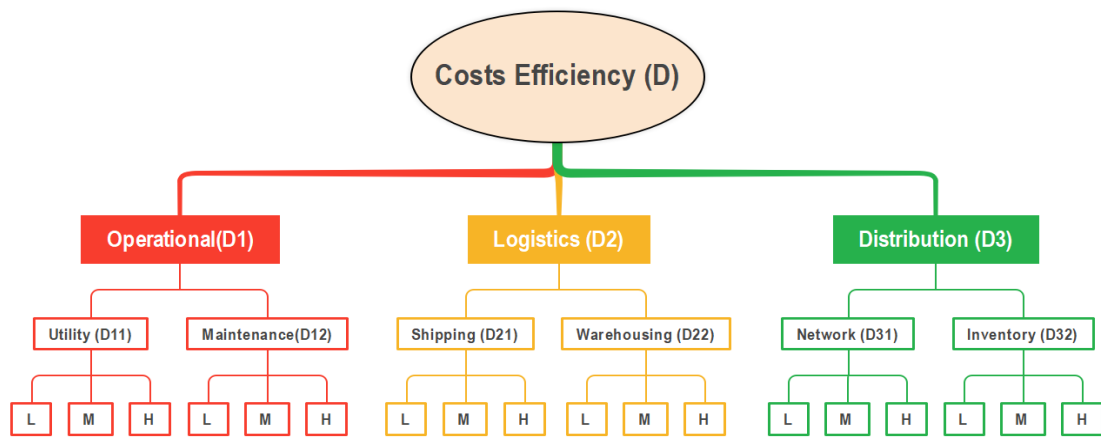 Costs Efficiency (D)
Operational(D1)
Logistics (D2)
Distribution (D3)
Utility (D11)
Maintenance(D12)
Shipping (D21)
Warehousing (D22)
Network (D31)
Inventory (D32)
L
M
H
L
M
H
L
M
H
L
M
H
L
M
H
L
M
H